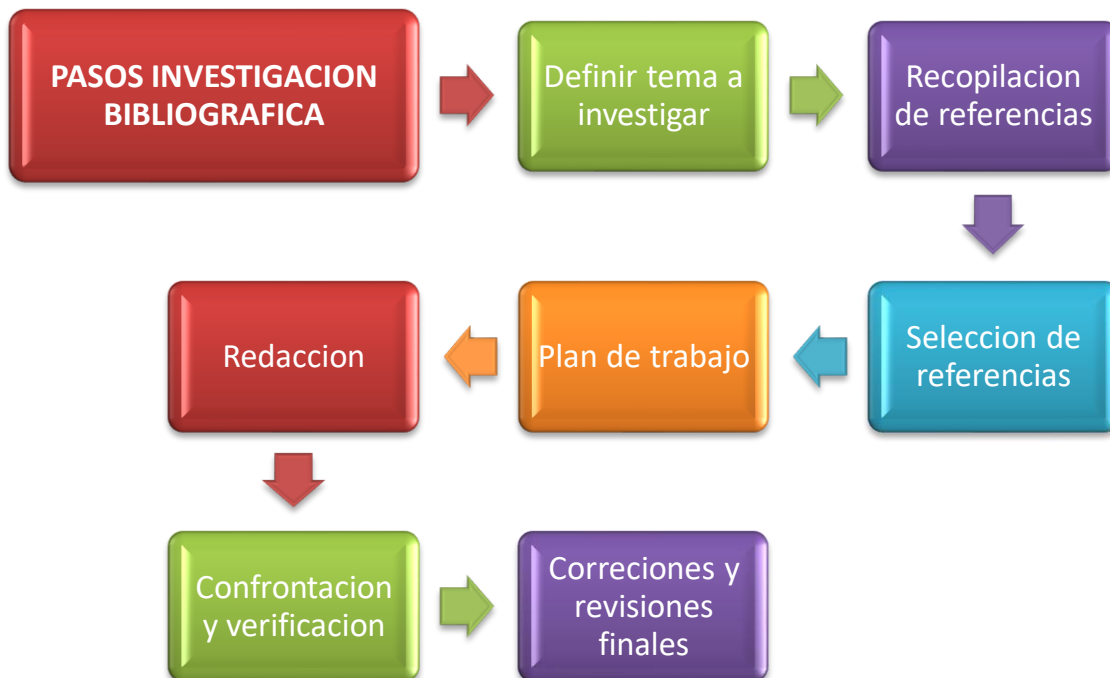 PASOS INVESTIGACION
BIBLIOGRAFICA
Definir tema a
investigar
Recopilacion
de referencias
Seleccion de
referencias
Plan de trabajo
Redaccion
Confrontacion
y verificacion
Correciones y
revisiones
finales